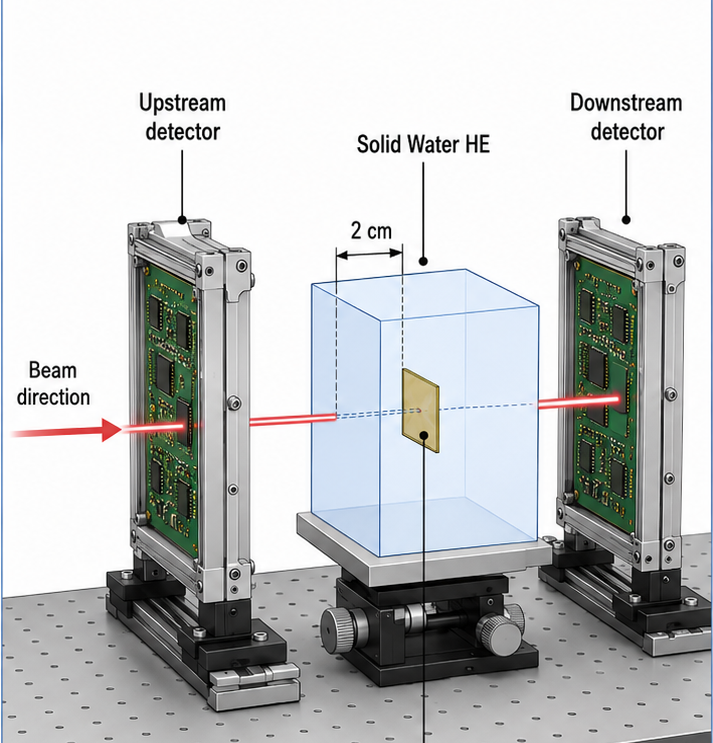 Upstream
detector
Downstream
detector
Solid Water HE
2 cm
Beam
direction